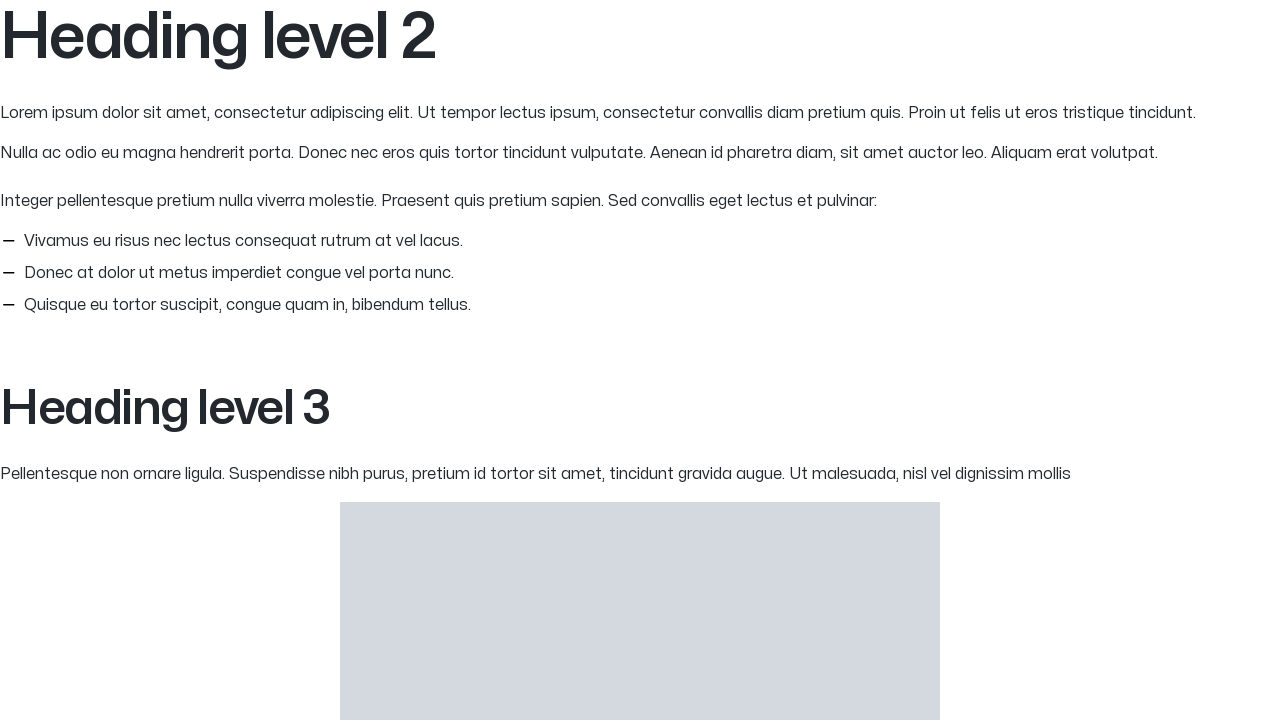 Heading level 2
Lorem ipsum dolor sit amet, consectetur adipiscing elit. Ut tempor lectus ipsum, consectetur convallis diam pretium quis. Proin ut felis ut eros tristique tincidunt.
Nulla ac odio eu magna hendrerit porta. Donec nec eros quis tortor tincidunt vulputate. Aenean id pharetra diam, sit amet auctor leo. Aliquam erat volutpat.
Integer pellentesque pretium nulla viverra molestie. Praesent quis pretium sapien. Sed convallis eget lectus et pulvinar:
— Vivamus eu risus nec lectus consequat rutrum at vel lacus.
— Donec at dolor ut metus imperdiet congue vel porta nunc.
— Quisque eu tortor suscipit, congue quam in, bibendum tellus.
Heading level 3
Pellentesque non ornare ligula. Suspendisse nibh purus, pretium id tortor sit amet, tincidunt gravida augue. Ut malesuada, nisl vel dignissim mollis